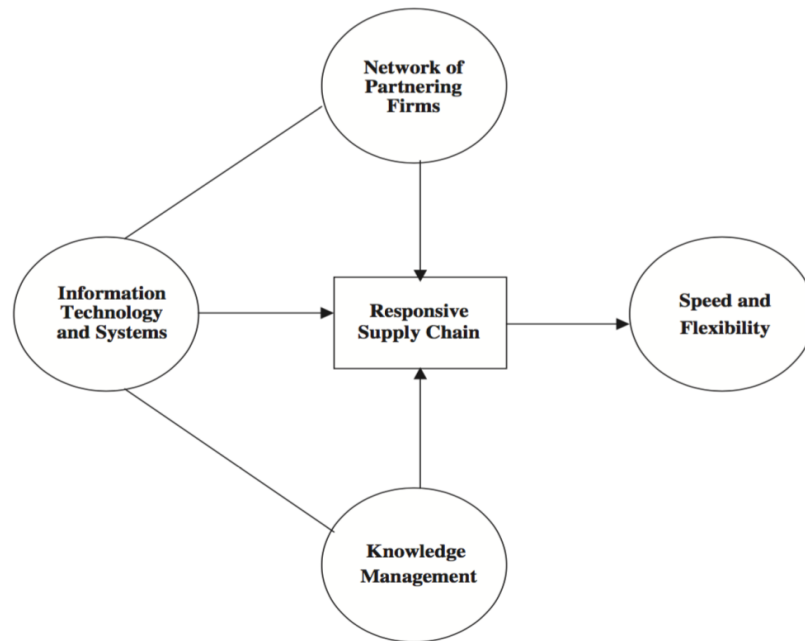 Network of
Partnering
Firms
Information
Technology
and Systems
Responsive
Supply Chain
Speed and
Flexibility
Knowledge
Management